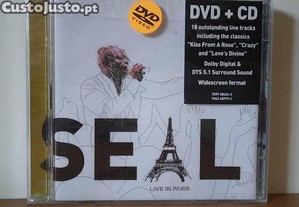 CustoJusto.pt
DVD
VIDEO
DVD + CD
18 outstanding live tracks
including the classics
"Kiss From A Rose", "Crazy"
and "Love's Divine"
Dolby Digital &
DTS 5.1 Surround Sound
Widescreen format
SEAL
LIVE IN PARIS